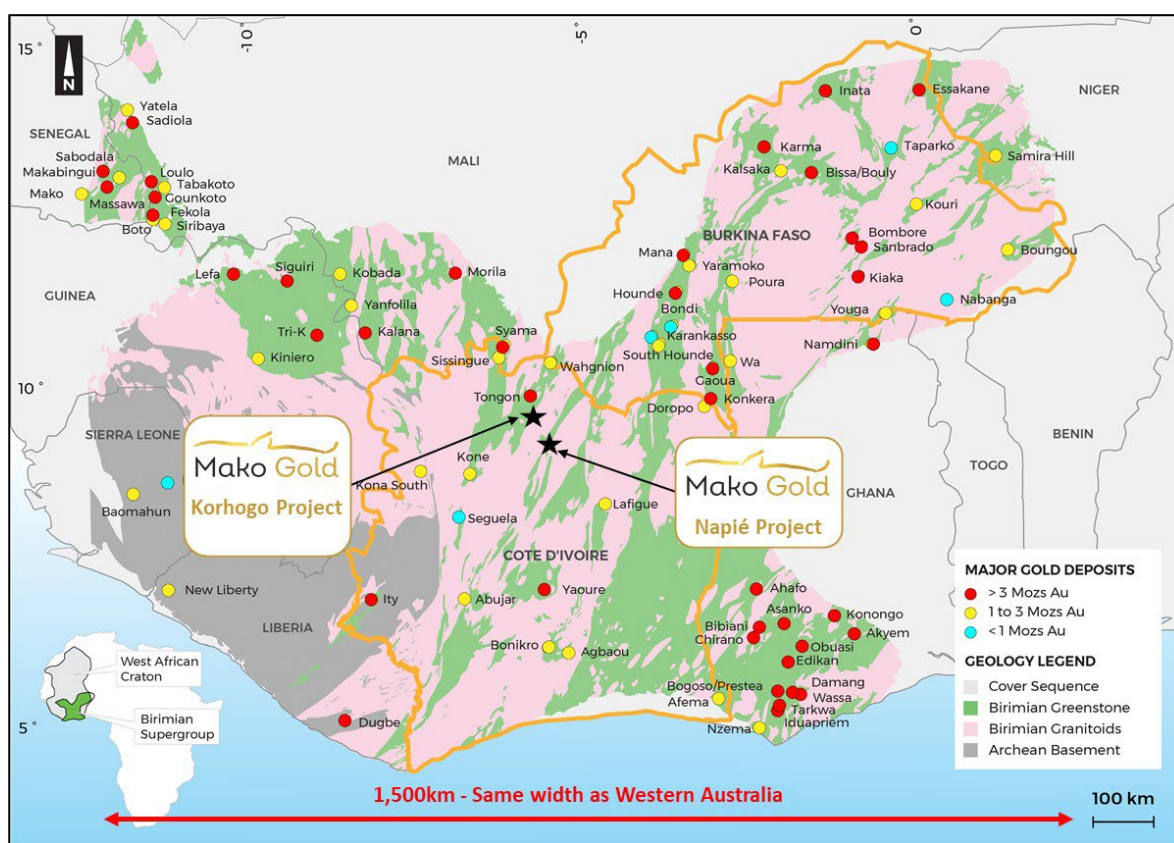 -10°
-5°
0°
15°
N
NIGER
MALI
SENEGAL
Yatela
Sadiola
Sabodala
Makabingui
Loulo
Tabakoto
Mako
Massawa
Gounkoto
Fekola
Boto
Siribaya
Inata
Essakane
Karma
Taparko
Samira Hill
Kalsaka
Bissa/Bouly
Kouri
BURKINA FASO
Bombore
Sanbrado
Boungou
Mana
Yaramoko
Kiaka
Lefa
Siguiri
Kobada
Morila
Hounde
Poura
Nabanga
GUINEA
Yanfolila
Bondi
Youga
Tri-K
Kalana
Syama
Karankasso
Namdini
Kiniero
Sissingue
Wahgnion
South Hounde
Wa
Gaoua
10°
Tongon
Konkera
Doropo
SIERRA LEONE
BENIN
TOGO
GHANA
Mako Gold
Korhogo Project
Mako Gold
Napié Project
Kone
Kona South
Baomahun
Lafigue
Seguela
COTE D'IVOIRE
New Liberty
Ity
Abujar
Yaoure
Ahafo
Asanko
Konongo
LIBERIA
Bibiani
Chirano
Akyem
Bonikro
Agbaou
Obuasi
Edikan
Bogoso/Prestea
Damang
Afema
Wassa
Tarkwa
Iduapriem
5°
Dugbe
Nzema
MAJOR GOLD DEPOSITS
> 3 Mozs Au
1 to 3 Mozs Au
< 1 Mozs Au
GEOLOGY LEGEND
Cover Sequence
Birimian Greenstone
Birimian Granitoids
Archean Basement
West African
Craton
Birimian
Supergroup
1,500km - Same width as Western Australia
100 km